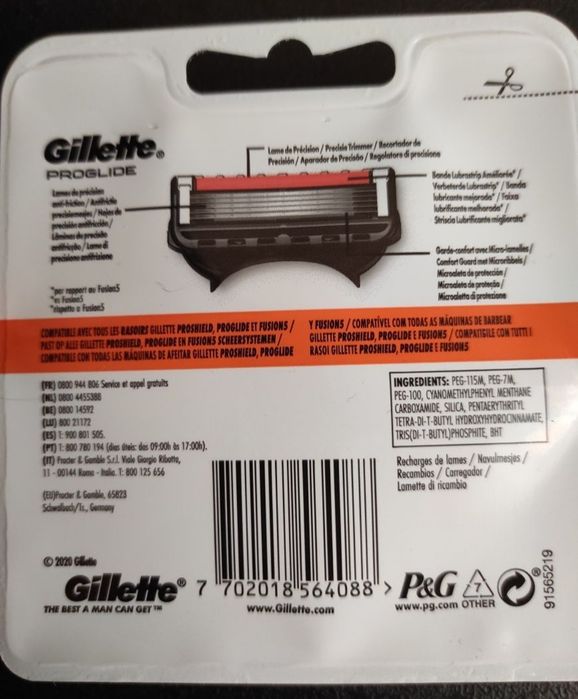 Gillette®
PROGLIDE
Lame de Précision / Precisie Trimmer / Recortador de
Precisión / Aparador de Precisão / Regolatore di precisione
Lames de précision
anti-friction / Antifrictie
precisiemesjes / Hojas de
precisión antifricción /
Lâminas de precisão
antifricção / Lame di
precisione antifrizione
Bande Lubrastrip Améliorée* /
Verbeterde Lubrastrip* / Banda
lubricante mejorada* / Faixa
lubrificante melhorada* /
Striscia Lubrificante migliorata*
Garde-confort avec Micro-lamelles /
Comfort Guard met Microribbels /
Microaleta de protección /
Microaleta de proteção /
Microaletta di protezione
*par rapport au Fusion5
*vs Fusion5
*rispetto a Fusion5
COMPATIBLE AVEC TOUS LES RASOIRS GILLETTE PROSHIELD, PROGLIDE ET FUSIONS /
PAST OP ALLE GILLETTE PROSHIELD, PROGLIDE EN FUSIONS SCHEERSYSTEMEN /
COMPATIBLE CON TODAS LAS MÁQUINAS DE AFEITAR GILLETTE PROSHIELD, PROGLIDE
Y FUSIONS / COMPATÍVEL COM TODAS AS MÁQUINAS DE BARBEAR
GILLETTE PROSHIELD, PROGLIDE E FUSIONS / COMPATIBILE CON TUTTI I
RASOI GILLETTE PROSHIELD, PROGLIDE E FUSIONS
(FR) 0800 944 806 Service et appel gratuits
(NL) 0800 4455388
(BE) 0800 14592
(LU) 800 21172
(ES) T: 900 801 505.
(PT) T: 800 780 194 (dias úteis: das 09:00h às 17:00h).
(IT) Procter & Gamble S.r.l. Viale Giorgio Ribotta,
11 - 00144 Roma - Italia. T: 800 125 656
(EU)Procter & Gamble, 65823
Schwalbach/Ts., Germany
INGREDIENTS: PEG-115M, PEG-7M,
PEG-100, CYANOMETHYLPHENYL MENTHANE
CARBOXAMIDE, SILICA, PENTAERYTHRITYL
TETRA-DI-T-BUTYL HYDROXYHYDROCINNAMATE,
TRIS(DI-T-BUTYL)PHOSPHITE, BHT
Recharges de lames / Navulmesjes /
Recambios / Carregador /
Lamette di ricambio
© 2020 Gillette
Gillette®
THE BEST A MAN CAN GET™
7 702018 564088 >
www.Gillette.com
P&G
www.pg.com
7
OTHER
91565219